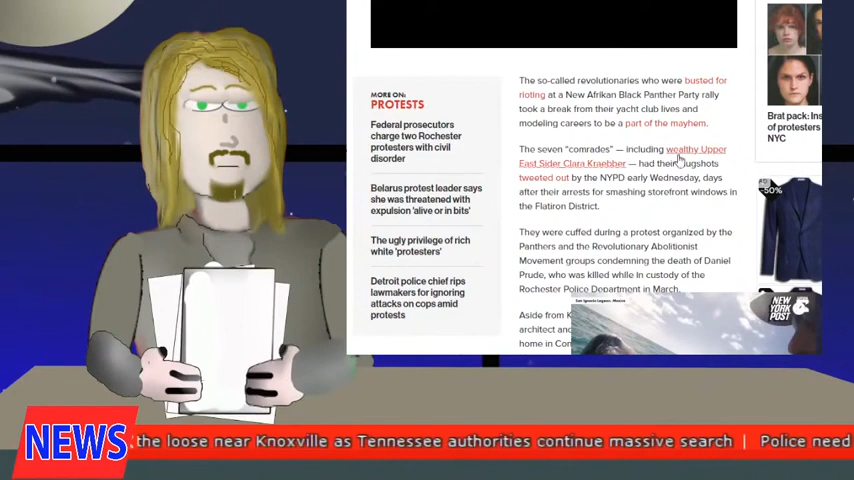 MORE ON:
PROTESTS
Federal prosecutors
charge two Rochester
protesters with civil
disorder
Belarus protest leader says
she was threatened with
expulsion 'alive or in bits'
The ugly privilege of rich
white 'protesters'
Detroit police chief rips
lawmakers for ignoring
attacks on cops amid
protests
The so-called revolutionaries who were busted for
rioting at a New Afrikan Black Panther Party rally
took a break from their yacht club lives and
modeling careers to be a part of the mayhem.
The seven "comrades" — including wealthy Upper
East Sider Clara Kraebber — had their mugshots
tweeted out by the NYPD early Wednesday, days
after their arrests for smashing storefront windows in
the Flatiron District.
They were cuffed during a protest organized by the
Panthers and the Revolutionary Abolitionist
Movement groups condemning the death of Daniel
Prude, who was killed while in custody of the
Rochester Police Department in March.
Aside from K
architect and
home in Con
Brat pack: Ins
of protesters
NYC
AD
-50%
San Ignacio Lagoon, Mexico
NEW
YORK
POST
NEWS
the loose near Knoxville as Tennessee authorities continue massive search | Police need